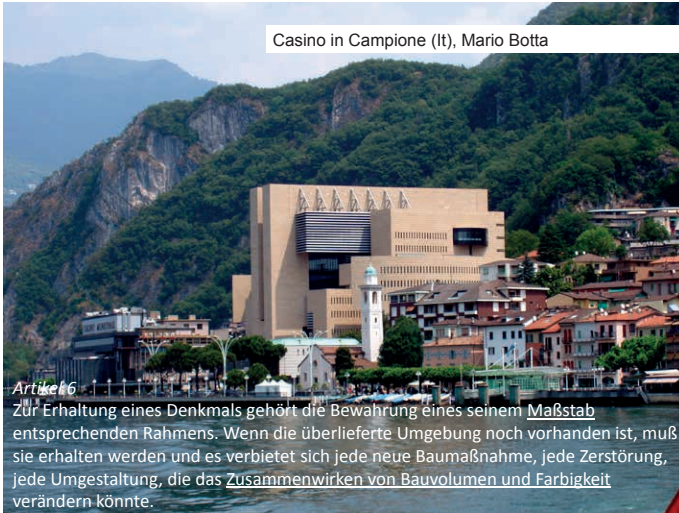 Casino in Campione (It), Mario Botta
Artikel 6
Zur Erhaltung eines Denkmals gehört die Bewahrung eines seinem Maßstab
entsprechenden Rahmens. Wenn die überlieferte Umgebung noch vorhanden ist, muß
sie erhalten werden und es verbietet sich jede neue Baumaßnahme, jede Zerstörung,
jede Umgestaltung, die das Zusammenwirken von Bauvolumen und Farbigkeit
verändern könnte.